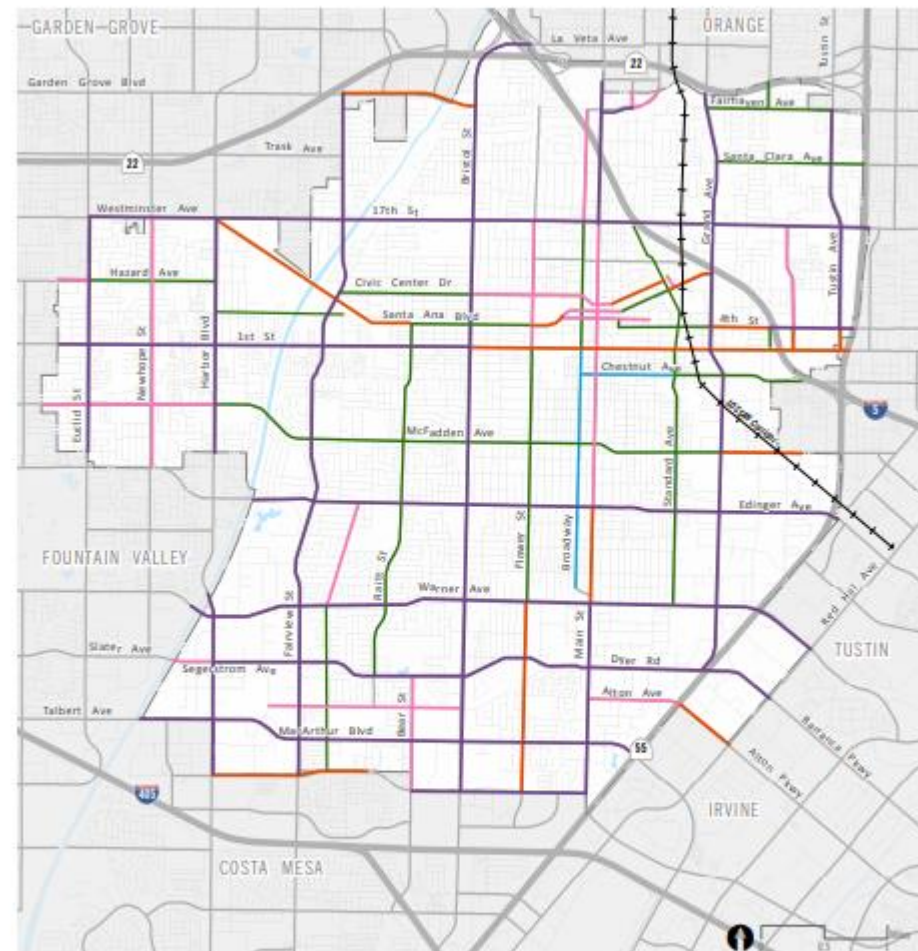 GARDEN GROVE
ORANGE
Tustin St
La Veta Ave
22
Garden Grove Blvd
Fairhaven Ave
Trask Ave
22
Bristol St
Santa Clara Ave
Grand Ave
Westminster Ave
17th St
Tustin Ave
Hazard Ave
Civic Center Dr
Santa Ana Blvd
4th St
1st St
Newhope St
Harbor Blvd
Euclid St
Chestnut Ave
5
McFadden Ave
Standard Ave
Edinger Ave
FOUNTAIN VALLEY
Flower St
Broadway
Raitt St
Warner Ave
Red Hill Ave
Fairview St
Main St
TUSTIN
Slater Ave
Segerstrom Ave
Dyer Rd
Alton Ave
Talbert Ave
Bear St
MacArthur Blvd
55
Barranca Pkwy
Alton Pkwy
405
IRVINE
COSTA MESA